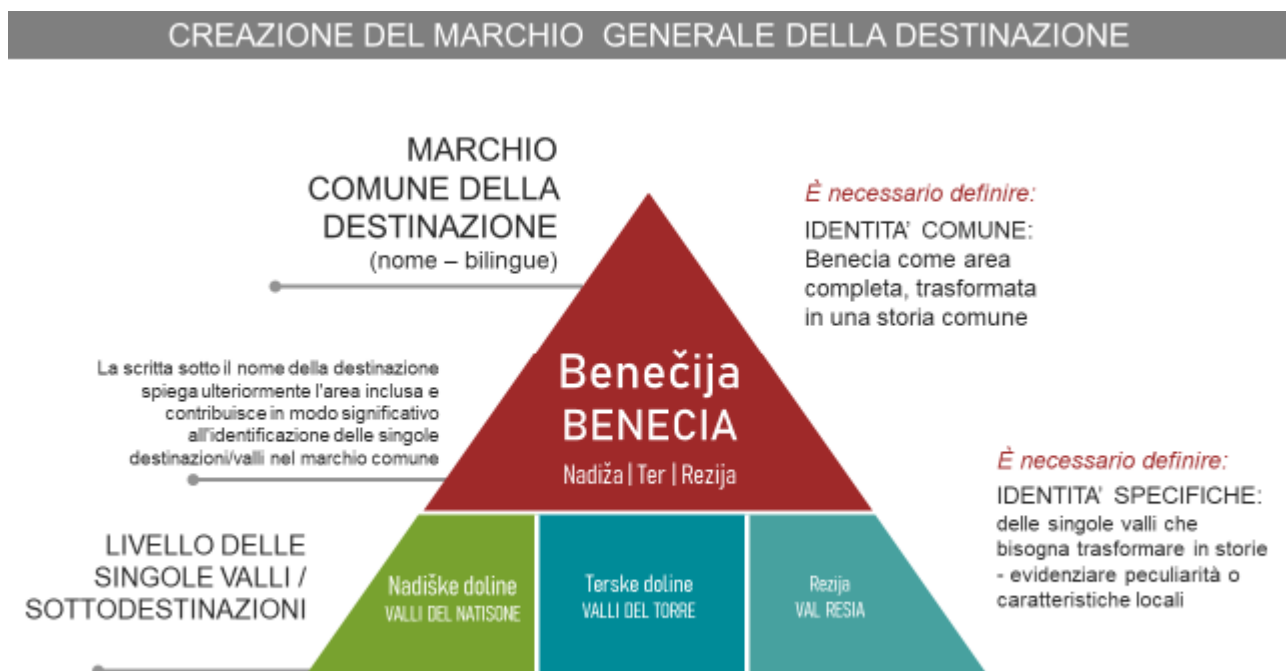 CREAZIONE DEL MARCHIO GENERALE DELLA DESTINAZIONE
MARCHIO
COMUNE DELLA
DESTINAZIONE
(nome – bilingue)
È necessario definire:
IDENTITA' COMUNE:
Benecia come area
completa, trasformata
in una storia comune
La scritta sotto il nome della destinazione
spiega ulteriormente l'area inclusa e
contribuisce in modo significativo
all'identificazione delle singole
destinazioni/valli nel marchio comune
Benečija
BENECIA
Nadiža | Ter | Rezija
È necessario definire:
IDENTITA' SPECIFICHE:
delle singole valli che
bisogna trasformare in storie
- evidenziare peculiarità o
caratteristiche locali
LIVELLO DELLE
SINGOLE VALLI /
SOTTODESTINAZIONI
Nadiške doline
VALLI DEL NATISONE
Terske doline
VALLI DEL TORRE
Rezija
VAL RESIA